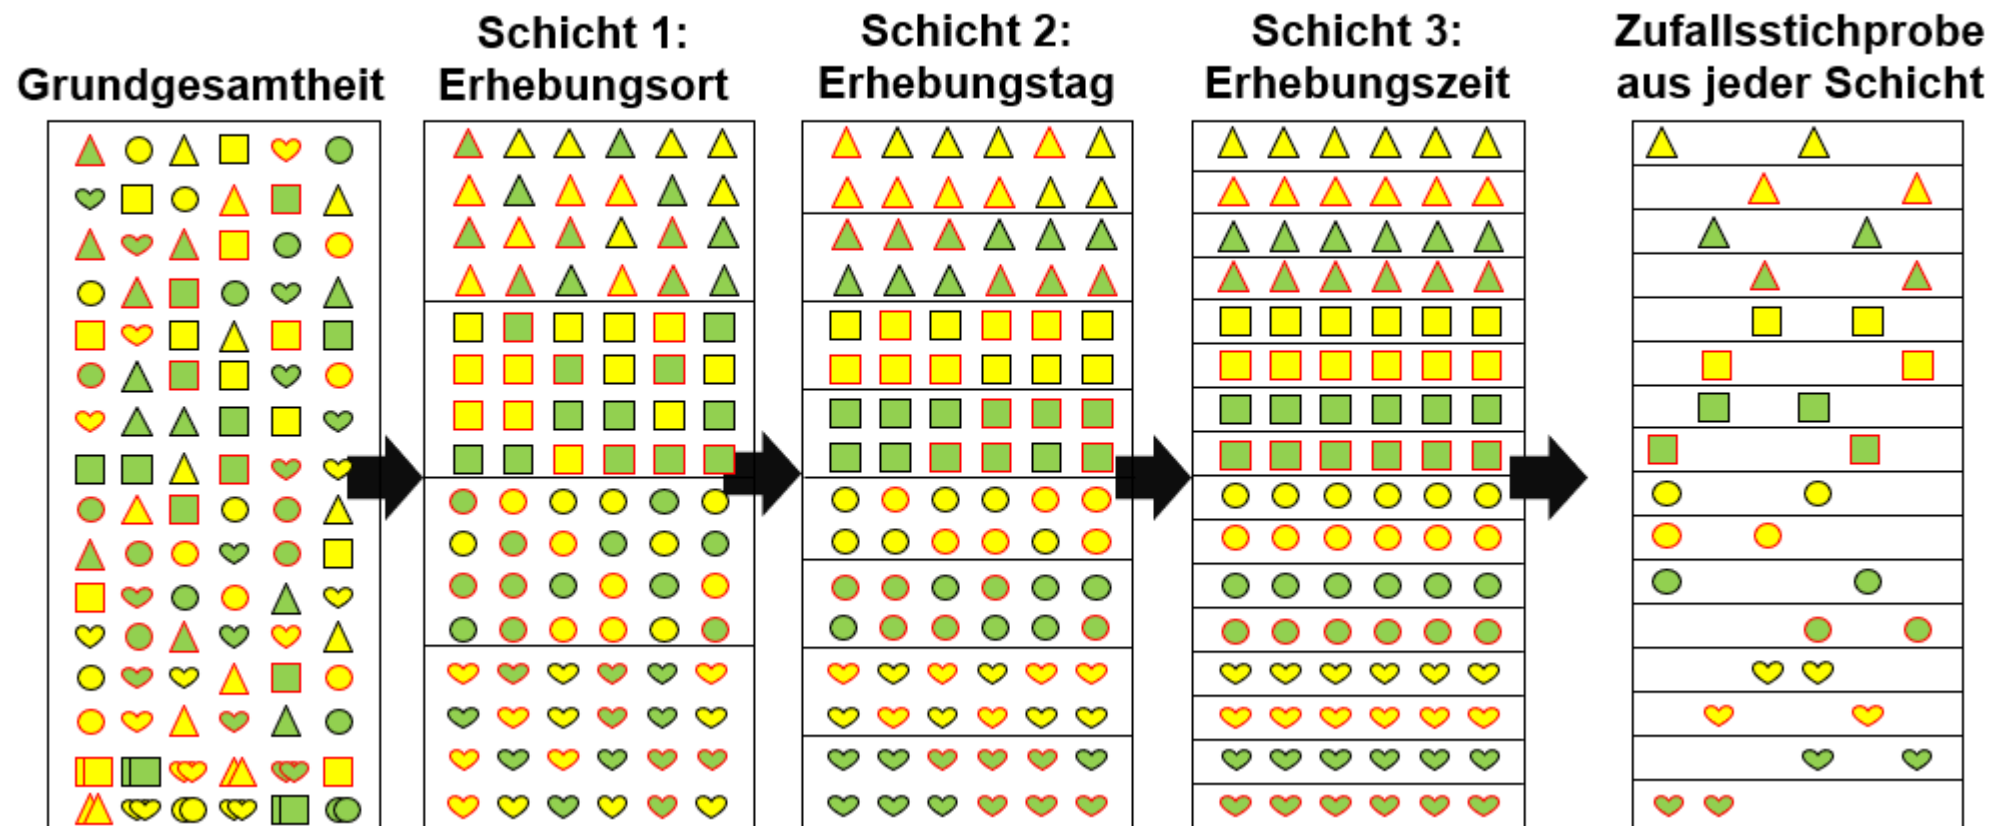 Grundgesamtheit
Schicht 1:
Erhebungsort
Schicht 2:
Erhebungstag
Schicht 3:
Erhebungszeit
Zufallsstichprobe
aus jeder Schicht